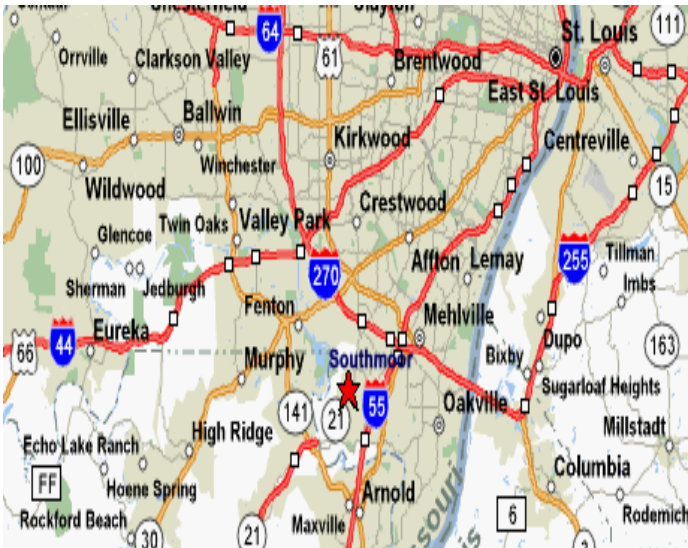 Chesterfield
Clayton
64
St. Louis
111
Orrville
61
Clarkson Valley
Brentwood
East St. Louis
Ballwin
Ellisville
Kirkwood
Centreville
Winchester
100
Wildwood
15
Crestwood
Twin Oaks
Valley Park
Glencoe
Affton
Lemay
255
Tillman
270
Sherman
Jedburgh
Imbs
Fenton
Mehlville
Eureka
Dupo
66
44
163
Murphy
Southmoor
Bixby
Sugarloaf Heights
55
Oakville
141
21
Millstadt
High Ridge
Echo Lake Ranch
FF
Columbia
Hoene Spring
Arnold
6
Rodemich
Rockford Beach
Maxville
30
21
3